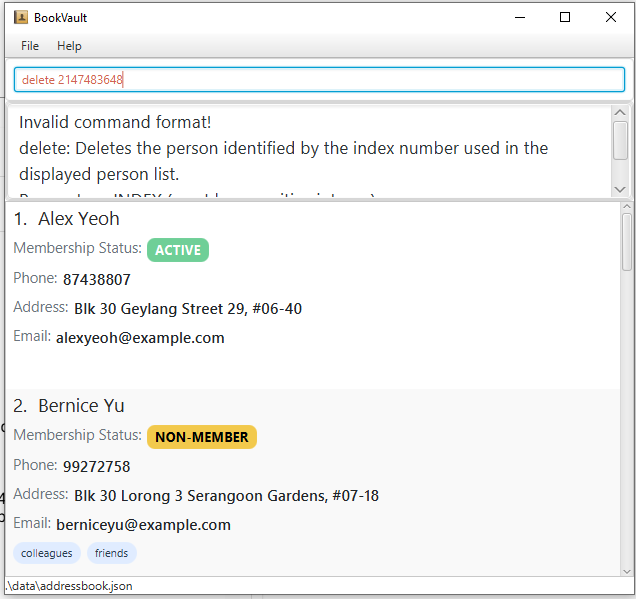 BookVault
File Help
delete 2147483648
Invalid command format!
delete: Deletes the person identified by the index number used in the
displayed person list.
1. Alex Yeoh
Membership Status: ACTIVE
Phone: 87438807
Address: Blk 30 Geylang Street 29, #06-40
Email: alexyeoh@example.com
2. Bernice Yu
Membership Status: NON-MEMBER
Phone: 99272758
Address: Blk 30 Lorong 3 Serangoon Gardens, #07-18
Email: berniceyu@example.com
colleagues friends
.\data\addressbook.json